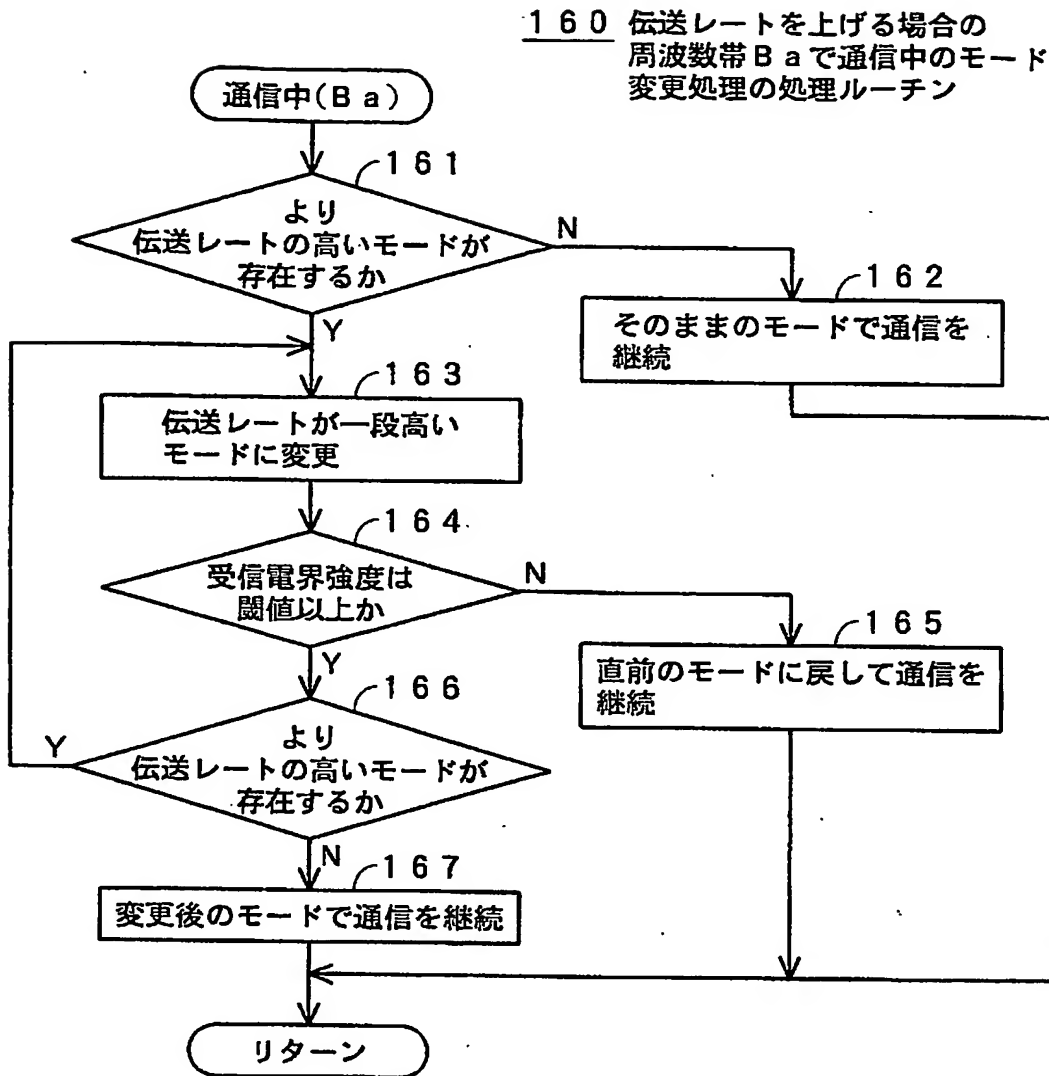 160 伝送レートを上げる場合の
周波数帯Baで通信中のモード
変更処理の処理ルーチン
通信中(Ba)
161
より
伝送レートの高いモードが
存在するか
N
Y
162
そのままのモードで通信を
継続
163
伝送レートが一段高い
モードに変更
164
受信電界強度は
閾値以上か
N
Y
165
直前のモードに戻して通信を
継続
166
より
伝送レートの高いモードが
存在するか
Y
N
167
変更後のモードで通信を継続
リターン